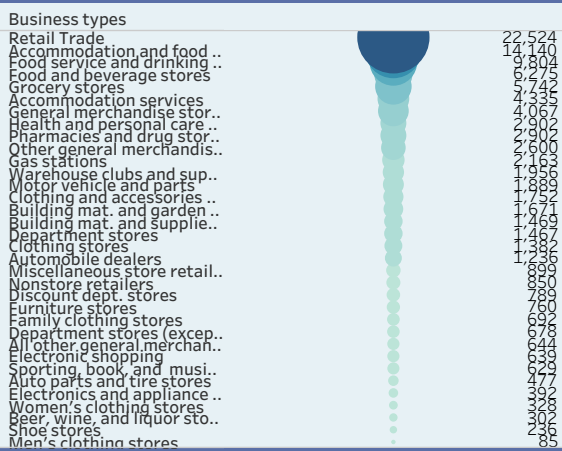 Business types
Retail Trade 22,524
Accommodation and food .. 14,140
Food service and drinking .. 9,804
Food and beverage stores 6,275
Grocery stores 5,742
Accommodation services 4,335
General merchandise stor.. 4,067
Health and personal care .. 2,902
Pharmacies and drug stor.. 2,902
Other general merchandis.. 2,600
Gas stations 2,163
Warehouse clubs and sup.. 1,956
Motor vehicle and parts 1,889
Clothing and accessories .. 1,752
Building mat. and garden .. 1,671
Building mat. and supplie.. 1,469
Department stores 1,467
Clothing stores 1,382
Automobile dealers 1,236
Miscellaneous store retail.. 899
Nonstore retailers 850
Discount dept. stores 789
Furniture stores 760
Family clothing stores 692
Department stores (excep.. 678
All other general merchan.. 644
Electronic shopping 639
Sporting, book, and musi.. 629
Auto parts and tire stores 477
Electronics and appliance .. 392
Women's clothing stores 328
Beer, wine, and liquor sto.. 302
Shoe stores 236
Men's clothing stores 85